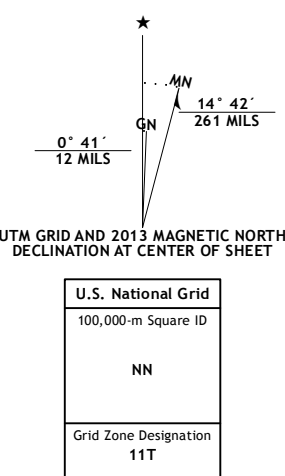 ★
MN
GN
14° 42´
261 MILS
0° 41´
12 MILS
UTM GRID AND 2013 MAGNETIC NORTH
DECLINATION AT CENTER OF SHEET
U.S. National Grid
100,000-m Square ID
NN
Grid Zone Designation
11T